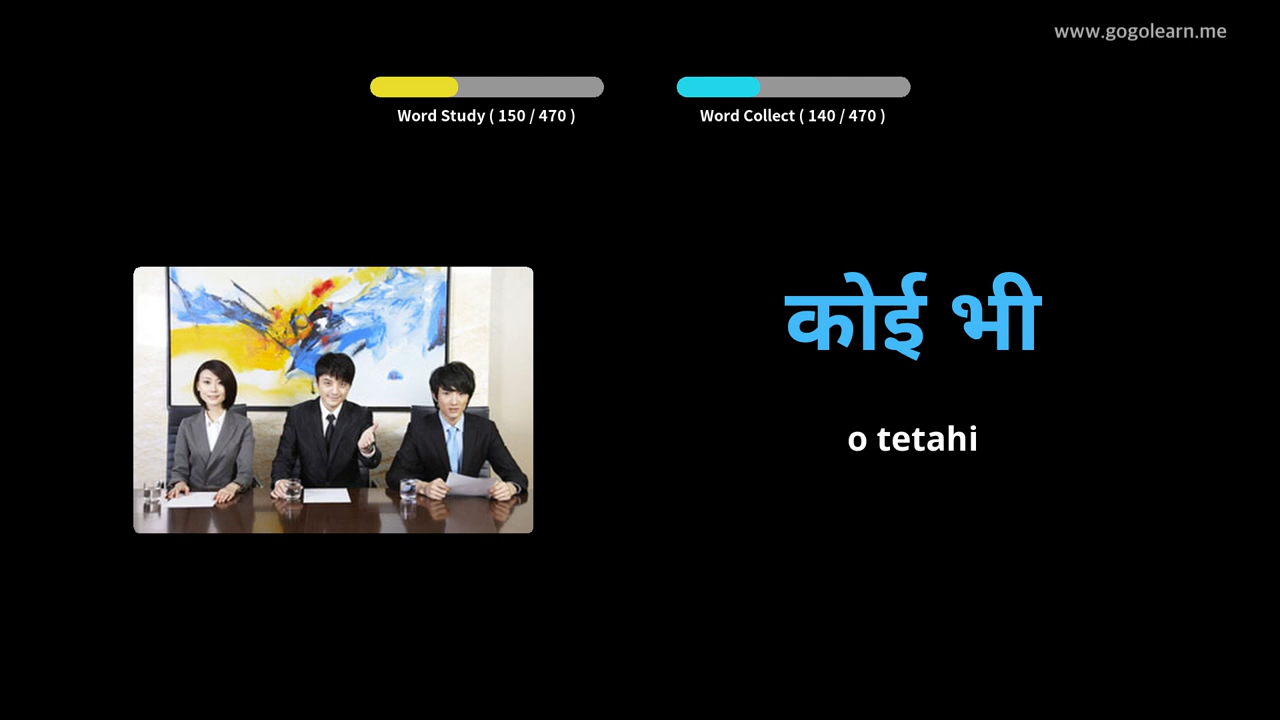 www.gogolearn.me
Word Study ( 150 / 470 )
Word Collect ( 140 / 470 )
कोई भी
o tetahi